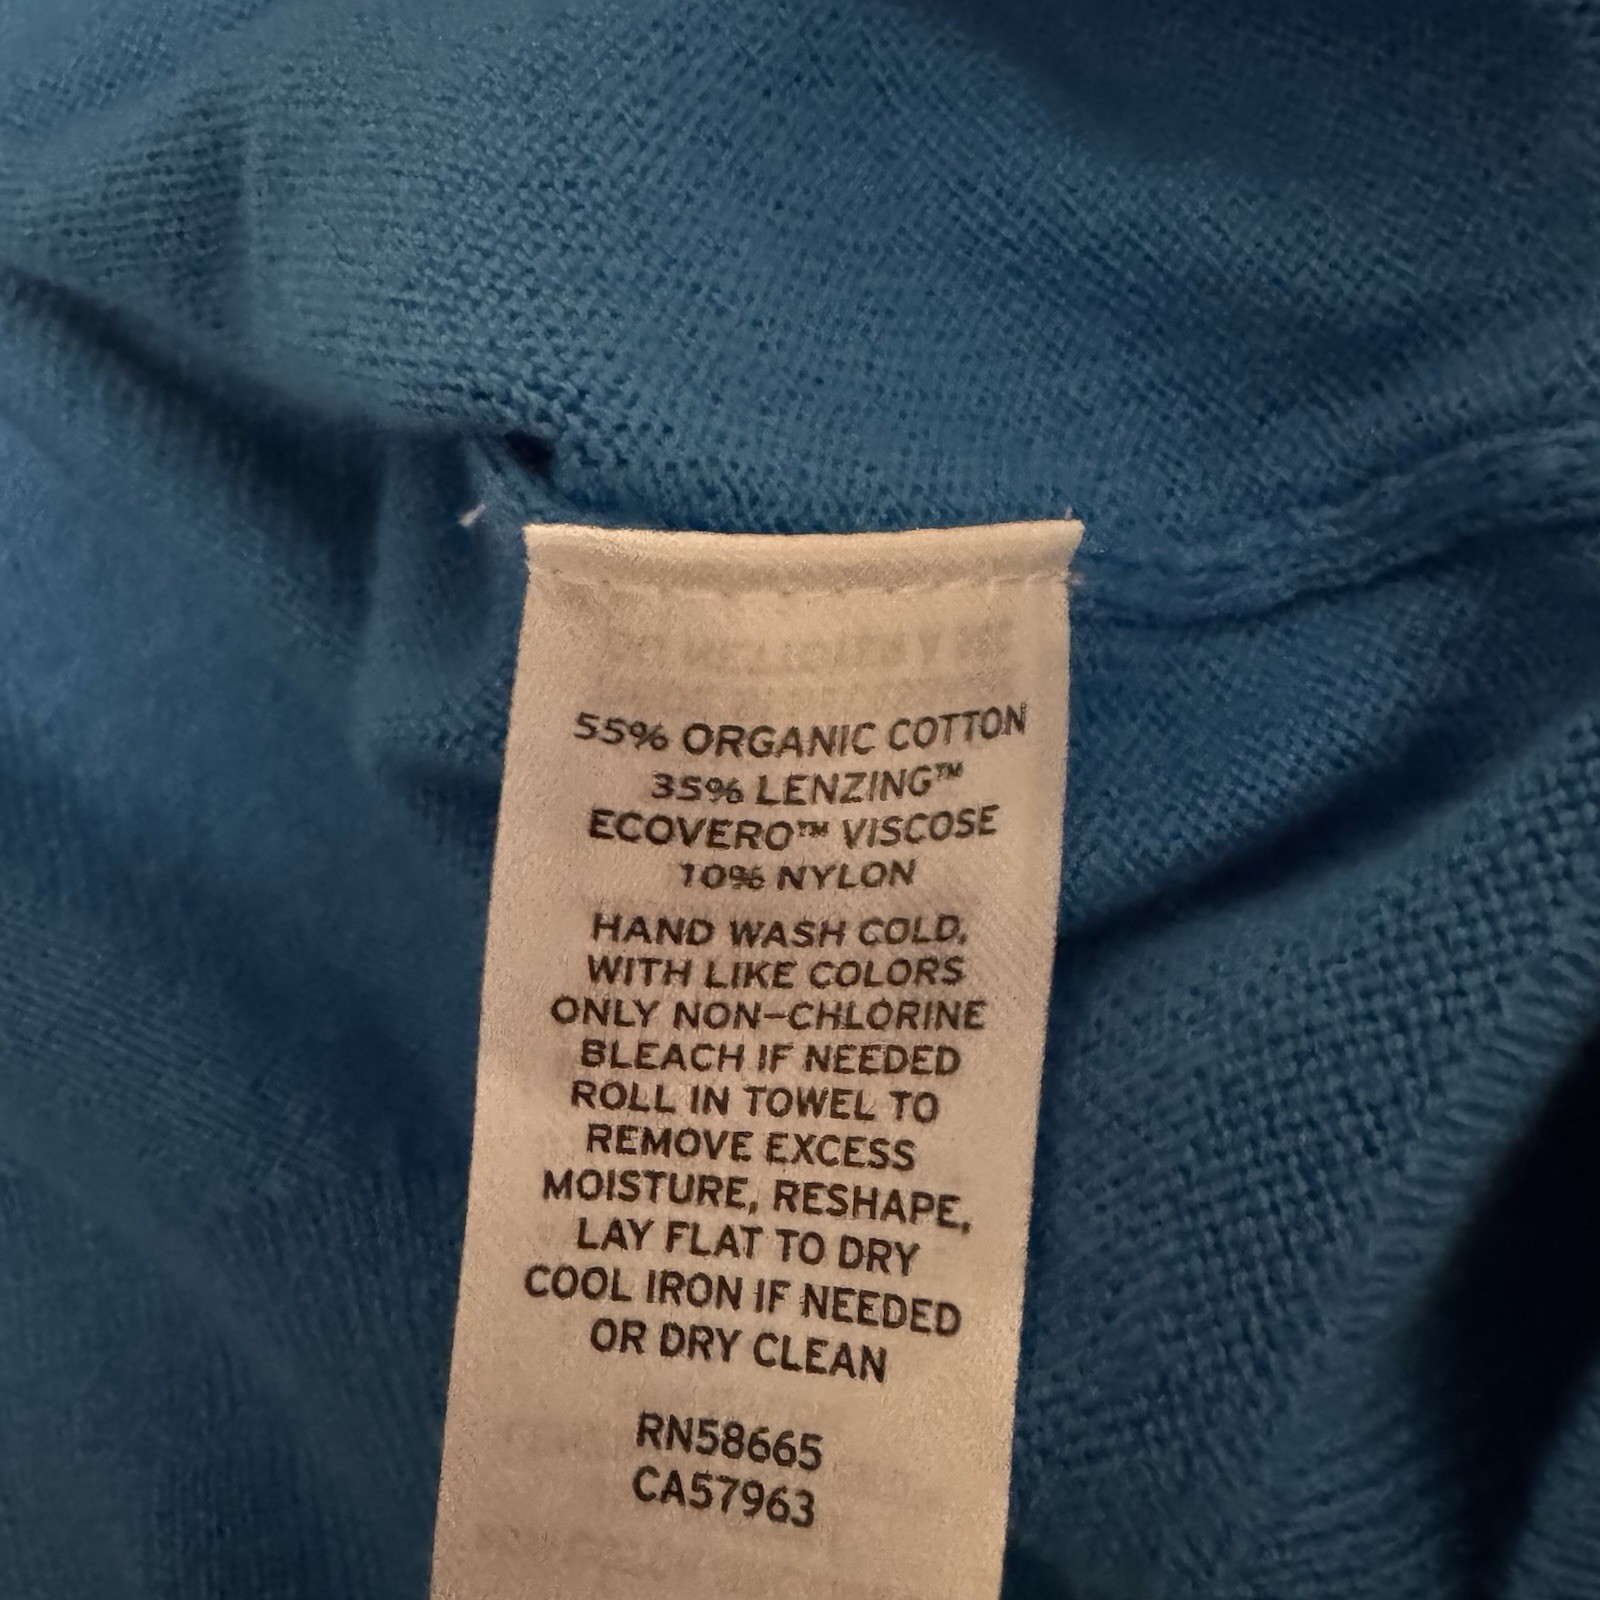 55% ORGANIC COTTON
35% LENZING™
ECOVERO™ VISCOSE
10% NYLON
HAND WASH COLD,
WITH LIKE COLORS
ONLY NON-CHLORINE
BLEACH IF NEEDED
ROLL IN TOWEL TO
REMOVE EXCESS
MOISTURE, RESHAPE,
LAY FLAT TO DRY
COOL IRON IF NEEDED
OR DRY CLEAN
RN58665
CA57963